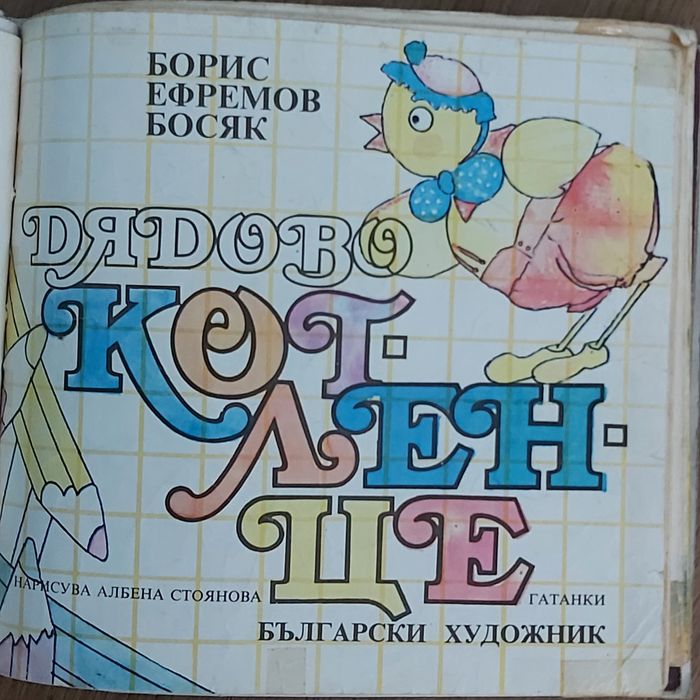 БОРИС
ЕФРЕМОВ
БОСЯК
ДЯДОВО
КОТ-
ЛЕН-
ЦЕ
НАРИСУВА АЛБЕНА СТОЯНОВА
ГАТАНКИ
БЪЛГАРСКИ ХУДОЖНИК